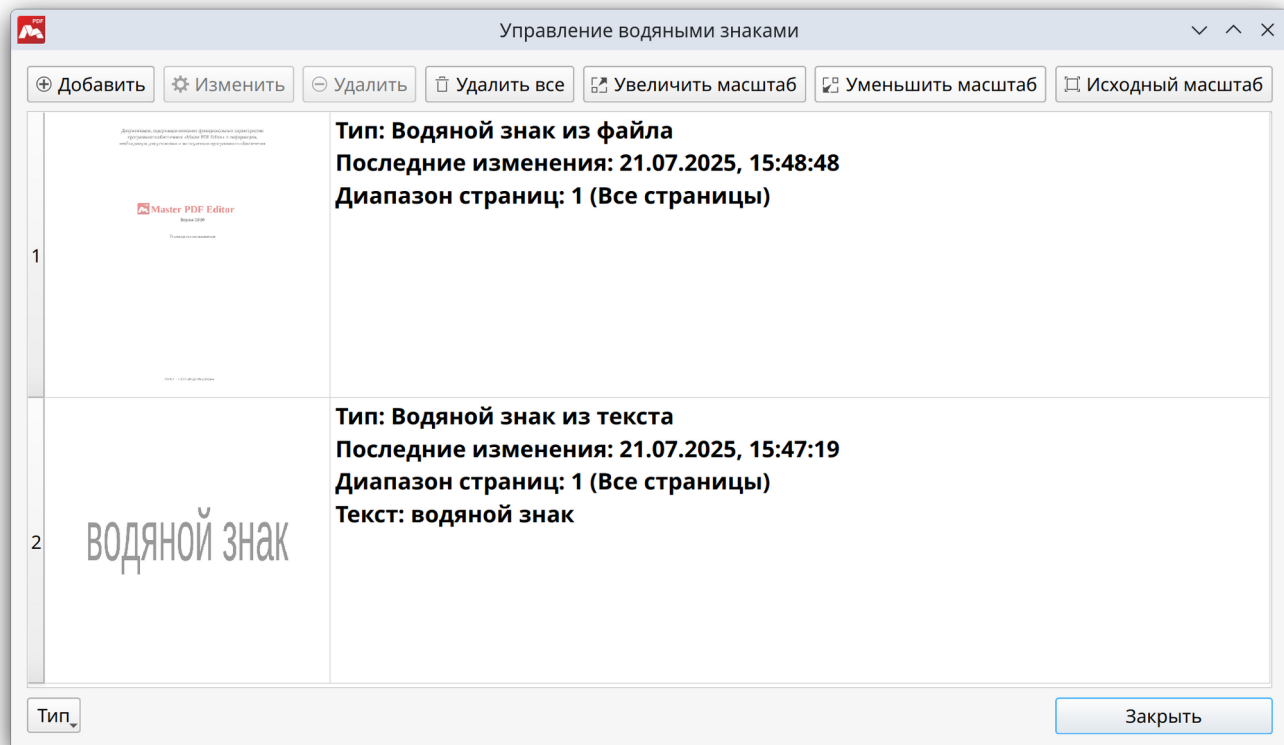 PDF
Управление водяными знаками
Добавить Изменить Удалить Удалить все Увеличить масштаб Уменьшить масштаб Исходный масштаб
1
Master PDF Editor
Тип: Водяной знак из файла
Последние изменения: 21.07.2025, 15:48:48
Диапазон страниц: 1 (Все страницы)
2
водяной знак
Тип: Водяной знак из текста
Последние изменения: 21.07.2025, 15:47:19
Диапазон страниц: 1 (Все страницы)
Текст: водяной знак
Тип
Закрыть